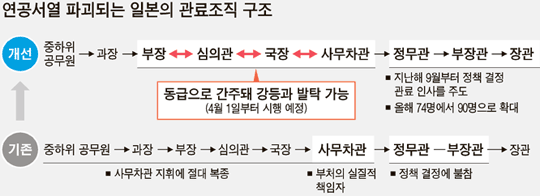 연공서열 파괴되는 일본의 관료조직 구조
개선
중하위 공무원 → 과장 → 부장 ↔ 심의관 ↔ 국장 ↔ 사무차관 → 정무관 → 부장관 → 장관
동급으로 간주돼 강등과 발탁 가능
(4월 1일부터 시행 예정)
■ 지난해 9월부터 정책 결정
관료 인사를 주도
■ 올해 74명에서 90명으로 확대
기존
중하위 공무원 → 과장 → 부장 → 심의관 → 국장 → 사무차관 → 정무관 — 부장관 → 장관
■ 사무차관 지휘에 절대 복종
■ 부처의 실질적
책임자
■ 정책 결정에 불참